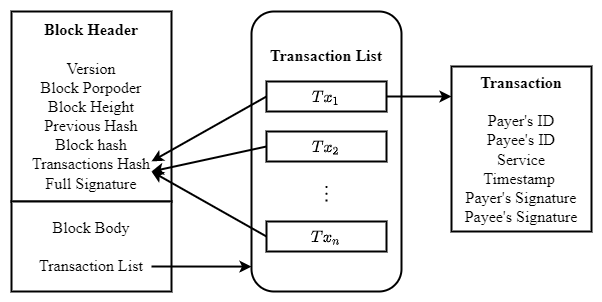 Block Header
Version
Block Porpoder
Block Height
Previous Hash
Block hash
Transactions Hash
Full Signature
Block Body
Transaction List
Transaction List
Tx₁
Tx₂
⋮
Txₙ
Transaction
Payer's ID
Payee's ID
Service
Timestamp
Payer's Signature
Payee's Signature